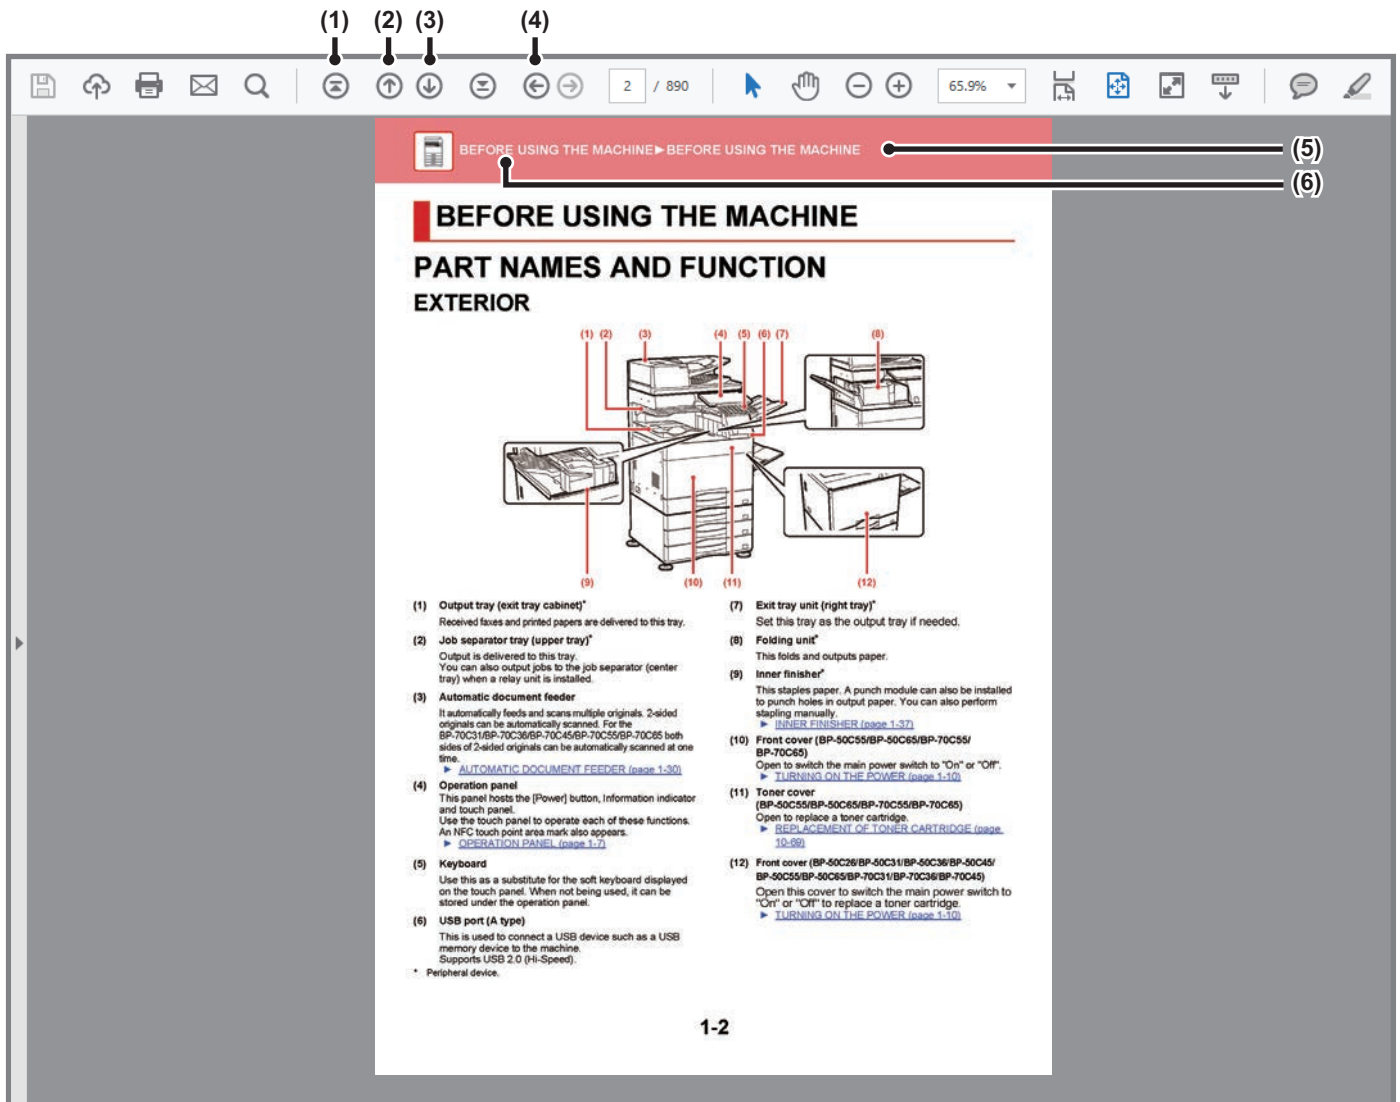 (1) (2) (3) (4)
2 / 890 65.9%
BEFORE USING THE MACHINE►BEFORE USING THE MACHINE
(5)
(6)
BEFORE USING THE MACHINE
PART NAMES AND FUNCTION
EXTERIOR
(1) (2) (3) (4) (5) (6) (7) (8)
(9) (10) (11) (12)
(1) Output tray (exit tray cabinet)*
Received faxes and printed papers are delivered to this tray.
(2) Job separator tray (upper tray)*
Output is delivered to this tray.
You can also output jobs to the job separator (center
tray) when a relay unit is installed.
(3) Automatic document feeder
It automatically feeds and scans multiple originals. 2-sided
originals can be automatically scanned. For the
BP-70C31/BP-70C36/BP-70C45/BP-70C55/BP-70C65 both
sides of 2-sided originals can be automatically scanned at one
time.
► AUTOMATIC DOCUMENT FEEDER (page 1-30)
(4) Operation panel
This panel hosts the [Power] button, Information indicator
and touch panel.
Use the touch panel to operate each of these functions.
An NFC touch point area mark also appears.
► OPERATION PANEL (page 1-7)
(5) Keyboard
Use this as a substitute for the soft keyboard displayed
on the touch panel. When not being used, it can be
stored under the operation panel.
(6) USB port (A type)
This is used to connect a USB device such as a USB
memory device to the machine.
Supports USB 2.0 (Hi-Speed).
* Peripheral device.
(7) Exit tray unit (right tray)*
Set this tray as the output tray if needed.
(8) Folding unit*
This folds and outputs paper.
(9) Inner finisher*
This staples paper. A punch module can also be installed
to punch holes in output paper. You can also perform
stapling manually.
► INNER FINISHER (page 1-37)
(10) Front cover (BP-50C55/BP-50C65/BP-70C55/
BP-70C65)
Open to switch the main power switch to "On" or "Off".
► TURNING ON THE POWER (page 1-10)
(11) Toner cover
(BP-50C55/BP-50C65/BP-70C55/BP-70C65)
Open to replace a toner cartridge.
► REPLACEMENT OF TONER CARTRIDGE (page
10-69)
(12) Front cover (BP-50C26/BP-50C31/BP-50C36/BP-50C45/
BP-50C55/BP-50C65/BP-70C31/BP-70C36/BP-70C45)
Open this cover to switch the main power switch to
"On" or "Off" to replace a toner cartridge.
► TURNING ON THE POWER (page 1-10)
1-2